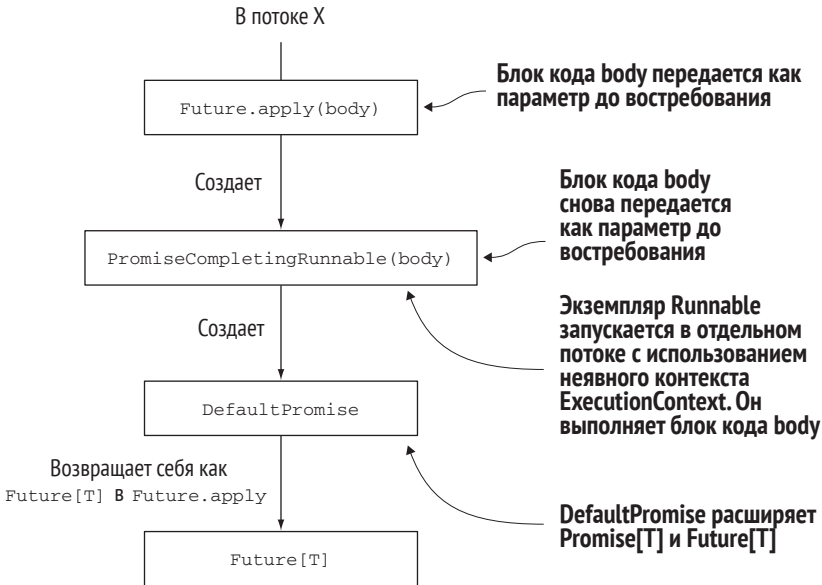 В потоке X
Future.apply(body)
Блок кода body передается как
параметр до востребования
Создает
PromiseCompletingRunnable(body)
Блок кода body
снова передается
как параметр до
востребования
Создает
Экземпляр Runnable
запускается в отдельном
потоке с использованием
неявного контекста
ExecutionContext. Он
выполняет блок кода body
DefaultPromise
Возвращает себя как
Future[T] в Future.apply
DefaultPromise расширяет
Promise[T] и Future[T]
Future[T]